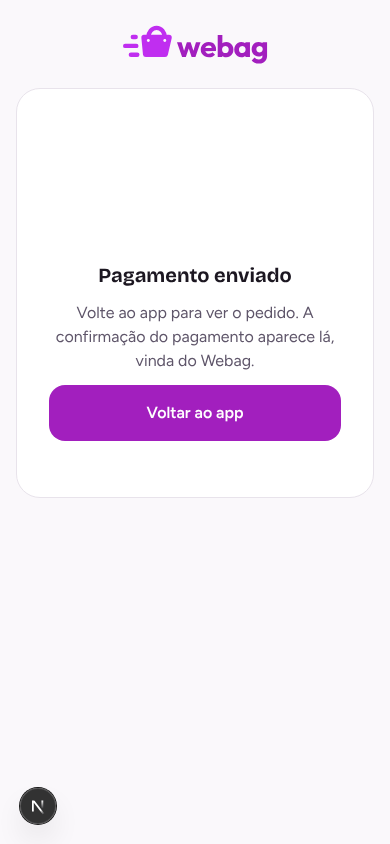 webag
Pagamento enviado
Volte ao app para ver o pedido. A
confirmação do pagamento aparece lá,
vinda do Webag.
Voltar ao app
N